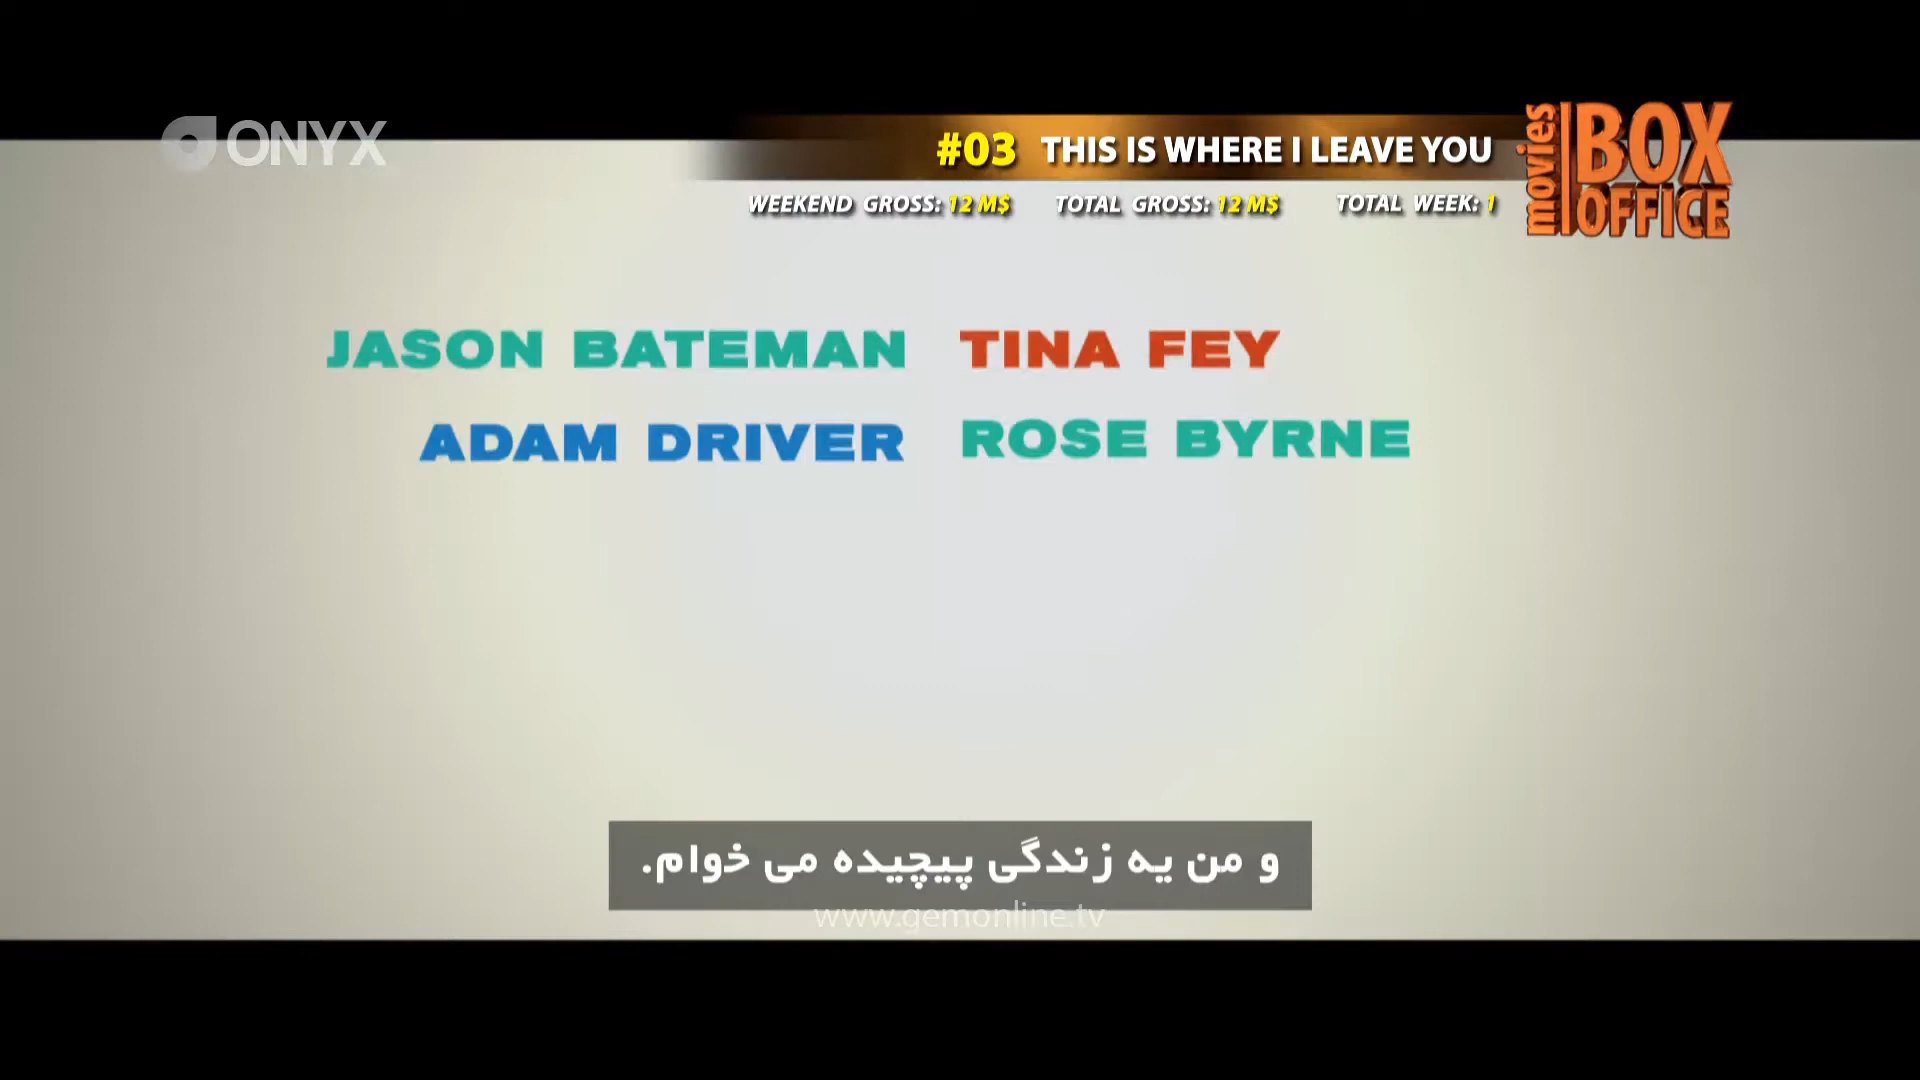 ONYX
#03 THIS IS WHERE I LEAVE YOU
movies BOX OFFICE
WEEKEND GROSS: 12 M$ TOTAL GROSS: 12 M$ TOTAL WEEK: 1
JASON BATEMAN TINA FEY
ADAM DRIVER ROSE BYRNE
و من یه زندگی پیچیده می خوام.
www.gemonline.tv